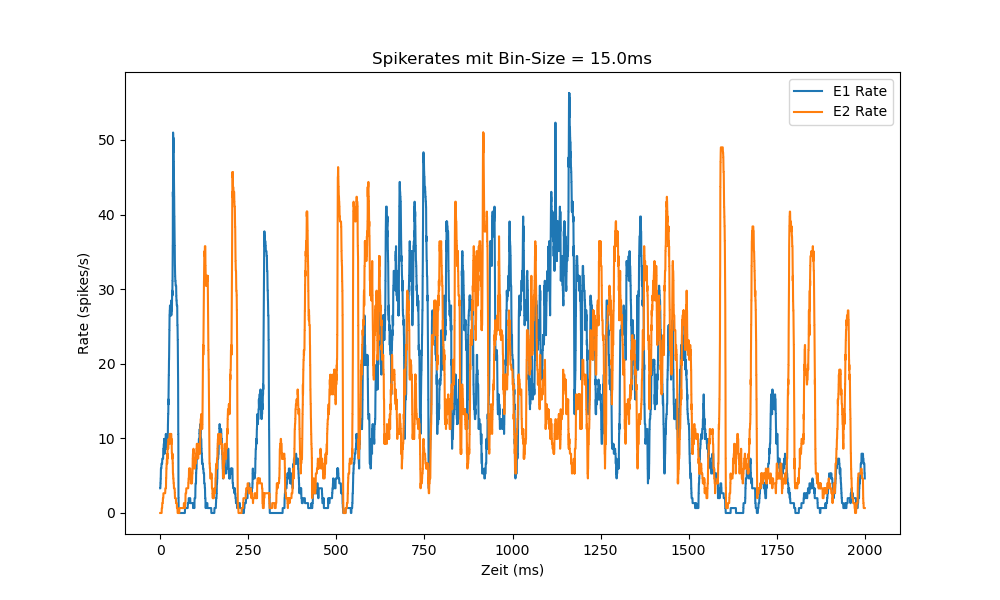 Spikerates mit Bin-Size = 15.0ms
E1 Rate
E2 Rate
50
40
30
20
10
0
Rate (spikes/s)
0 250 500 750 1000 1250 1500 1750 2000
Zeit (ms)